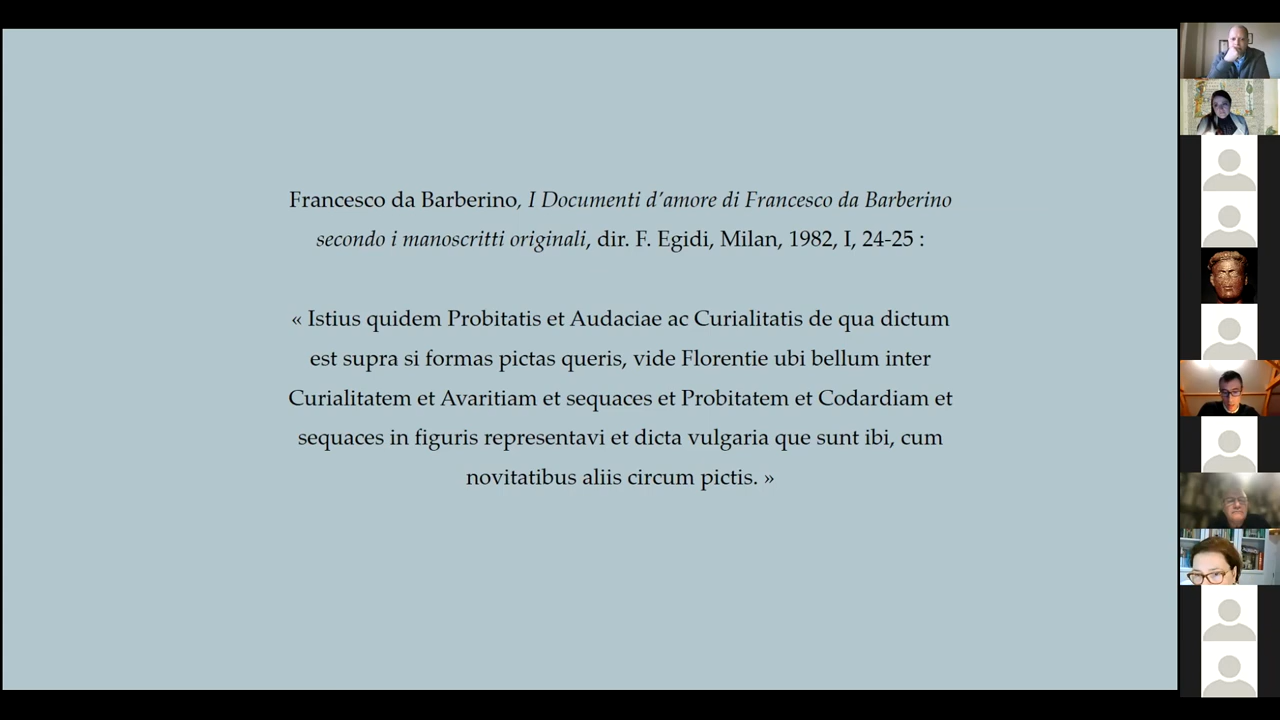 Francesco da Barberino, I Documenti d’amore di Francesco da Barberino
secondo i manoscritti originali, dir. F. Egidi, Milan, 1982, I, 24-25 :
« Istius quidem Probitatis et Audaciae ac Curialitatis de qua dictum
est supra si formas pictas queris, vide Florentie ubi bellum inter
Curialitatem et Avaritiam et sequaces et Probitatem et Codardiam et
sequaces in figuris representavi et dicta vulgaria que sunt ibi, cum
novitatibus aliis circum pictis. »